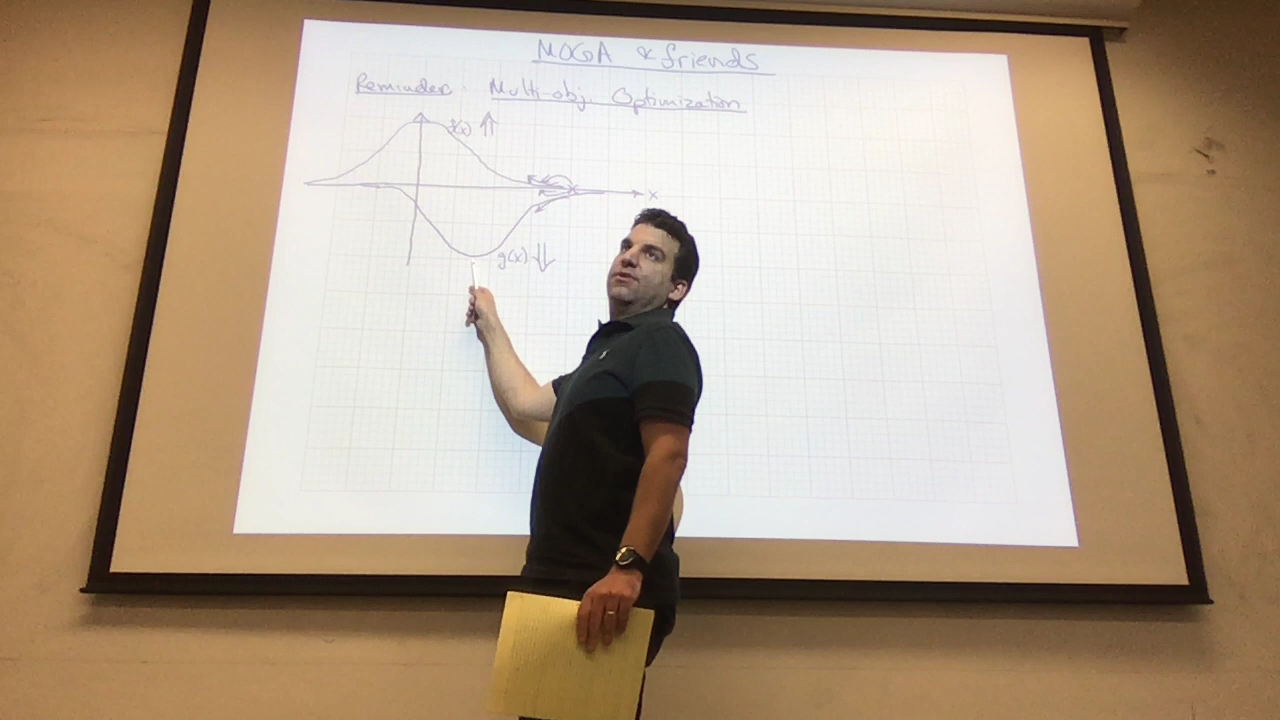 MOGA & friends
Reminder: Multi-obj. Optimization
f(x) ⇑
x
g(x) ⇓